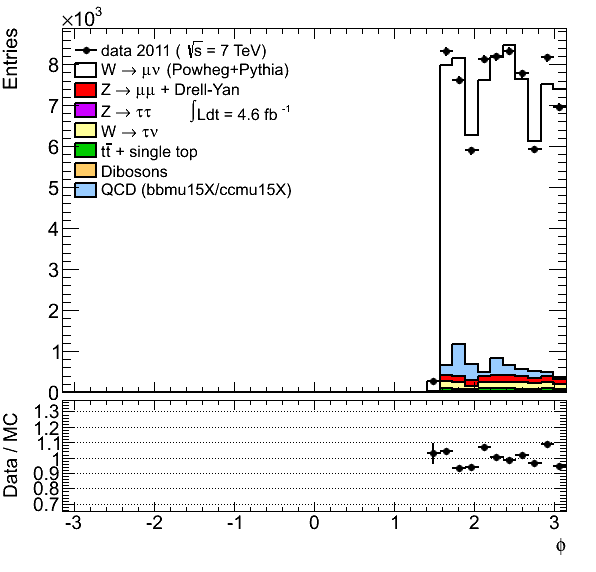 ×10³
Entries
data 2011 ( √s = 7 TeV)
W → μν (Powheg+Pythia)
Z → μμ + Drell-Yan
Z → ττ
∫Ldt = 4.6 fb⁻¹
W → τν
tt̅ + single top
Dibosons
QCD (bbmu15X/ccmu15X)
8
7
6
5
4
3
2
1
0
Data / MC
1.3
1.2
1.1
1
0.9
0.8
0.7
-3 -2 -1 0 1 2 3
ϕ